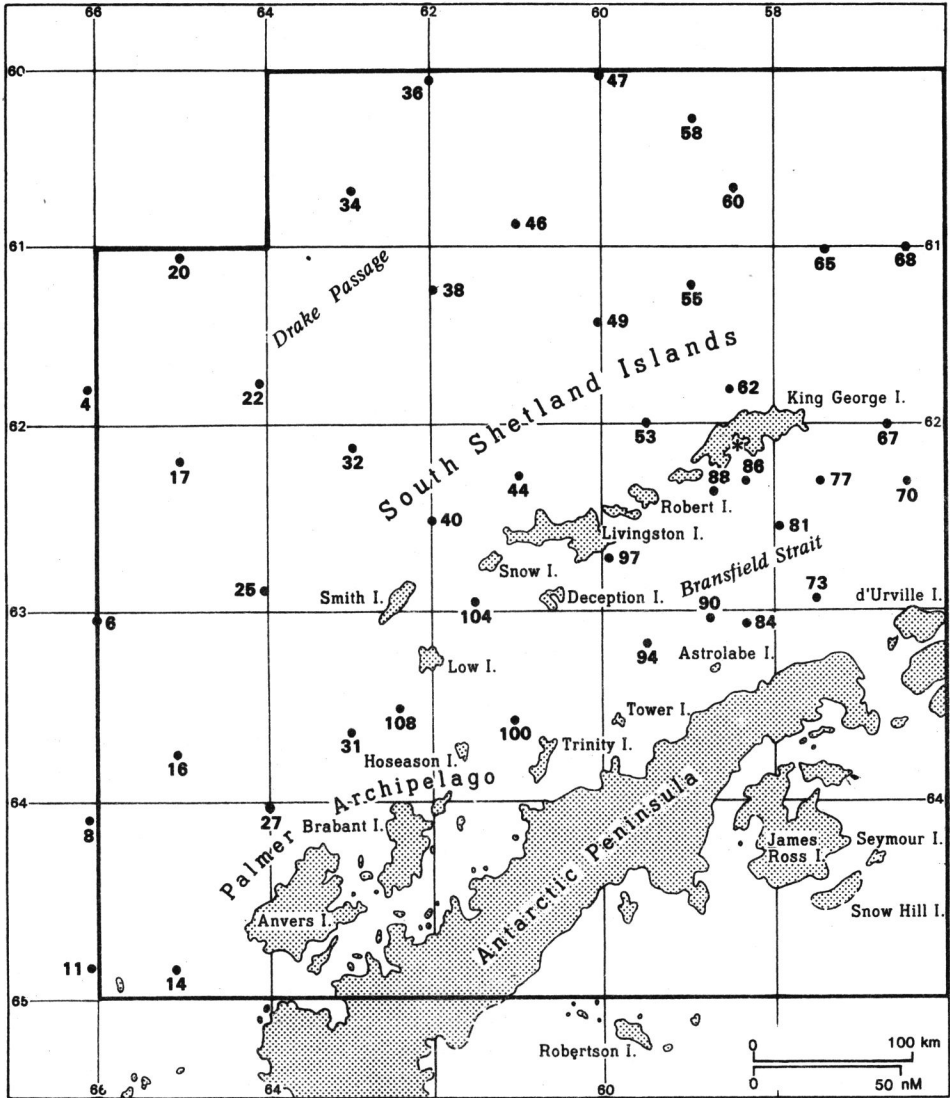 66 64 62 60 58
60
36
47
58
34
60
46
61
61
20
65
68
Drake Passage
38
55
49
South Shetland Islands
4
22
62
King George I.
62
53
62
67
17
32
44
88
86
77
70
Robert I.
40
Livingston I.
81
97
Snow I.
Bransfield Strait
25
Smith I.
104
Deception I.
90
73
d'Urville I.
63
6
84
94
Astrolabe I.
Low I.
108
100
Tower I.
31
Trinity I.
16
Hoseason I.
Palmer Archipelago
64
64
8
27
Brabant I.
Antarctic Peninsula
James
Ross I.
Seymour I.
Anvers I.
Snow Hill I.
11
14
65
0 100 km
Robertson I.
0 50 nM
66 64 60